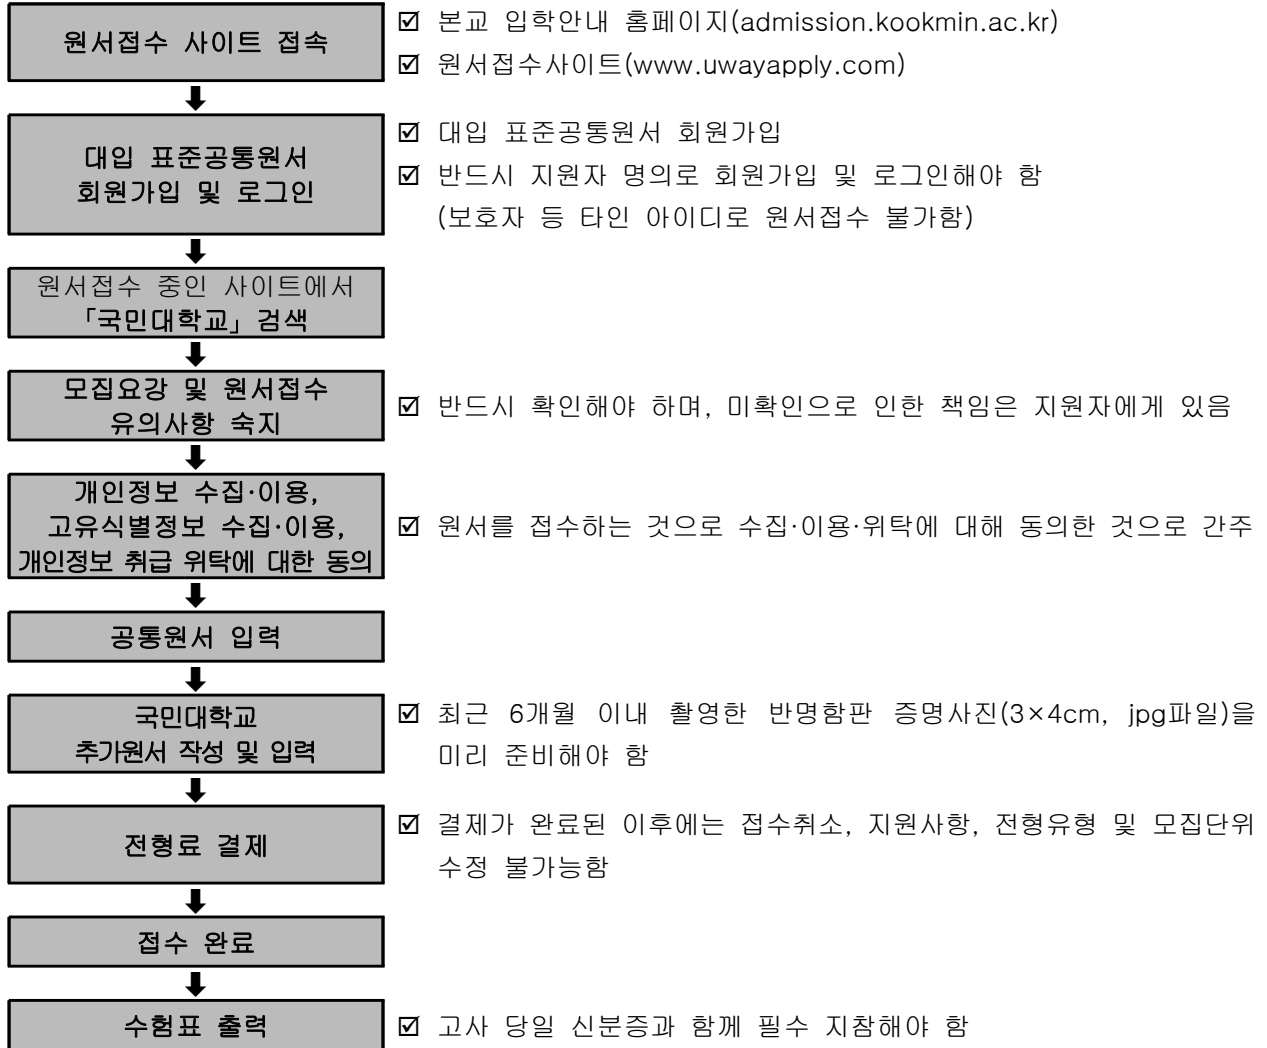 원서접수 사이트 접속
☑ 본교 입학안내 홈페이지(admission.kookmin.ac.kr)
☑ 원서접수사이트(www.uwayapply.com)
대입 표준공통원서
회원가입 및 로그인
☑ 대입 표준공통원서 회원가입
☑ 반드시 지원자 명의로 회원가입 및 로그인해야 함
(보호자 등 타인 아이디로 원서접수 불가함)
원서접수 중인 사이트에서
「국민대학교」 검색
모집요강 및 원서접수
유의사항 숙지
☑ 반드시 확인해야 하며, 미확인으로 인한 책임은 지원자에게 있음
개인정보 수집·이용,
고유식별정보 수집·이용,
개인정보 취급 위탁에 대한 동의
☑ 원서를 접수하는 것으로 수집·이용·위탁에 대해 동의한 것으로 간주
공통원서 입력
국민대학교
추가원서 작성 및 입력
☑ 최근 6개월 이내 촬영한 반명함판 증명사진(3×4cm, jpg파일)을
미리 준비해야 함
전형료 결제
☑ 결제가 완료된 이후에는 접수취소, 지원사항, 전형유형 및 모집단위
수정 불가능함
접수 완료
수험표 출력
☑ 고사 당일 신분증과 함께 필수 지참해야 함